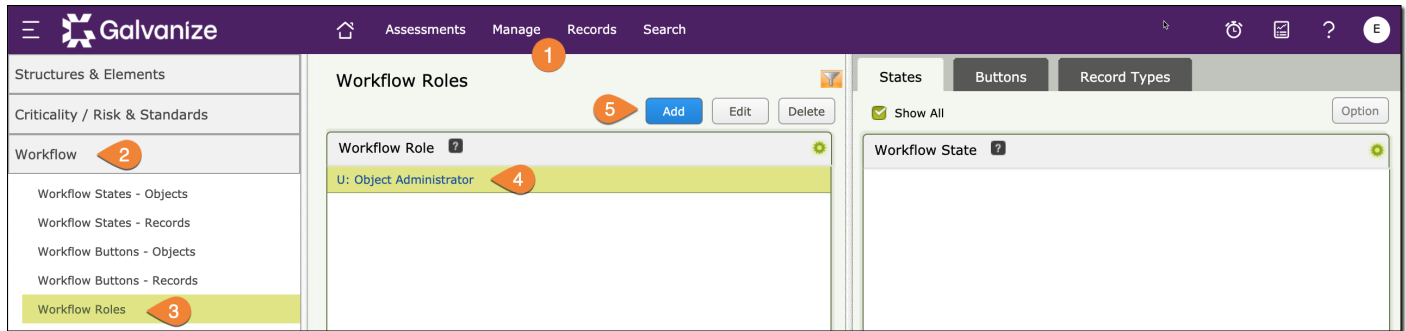 Galvanize
Assessments Manage Records Search
? E
1
Structures & Elements
Criticality / Risk & Standards
Workflow
2
Workflow States - Objects
Workflow States - Records
Workflow Buttons - Objects
Workflow Buttons - Records
Workflow Roles
3
Workflow Roles
5 Add Edit Delete
Workflow Role ?
U: Object Administrator 4
States Buttons Record Types
Show All Option
Workflow State ?